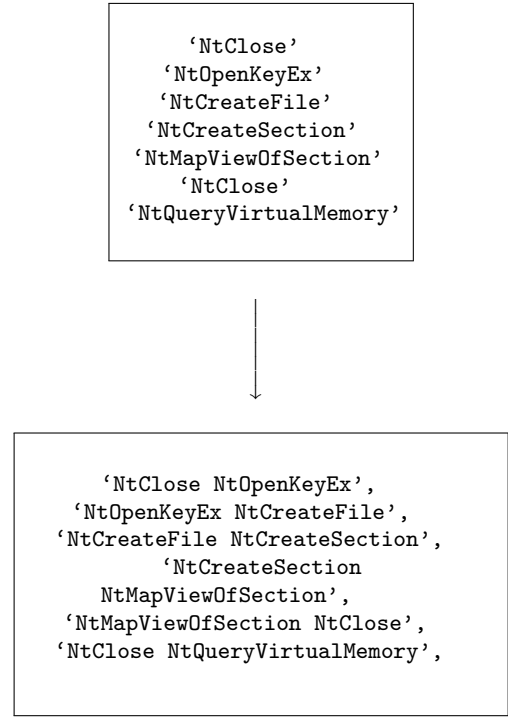 ‘NtClose’
‘NtOpenKeyEx’
‘NtCreateFile’
‘NtCreateSection’
‘NtMapViewOfSection’
‘NtClose’
‘NtQueryVirtualMemory’
‘NtClose NtOpenKeyEx’,
‘NtOpenKeyEx NtCreateFile’,
‘NtCreateFile NtCreateSection’,
‘NtCreateSection
NtMapViewOfSection’,
‘NtMapViewOfSection NtClose’,
‘NtClose NtQueryVirtualMemory’,